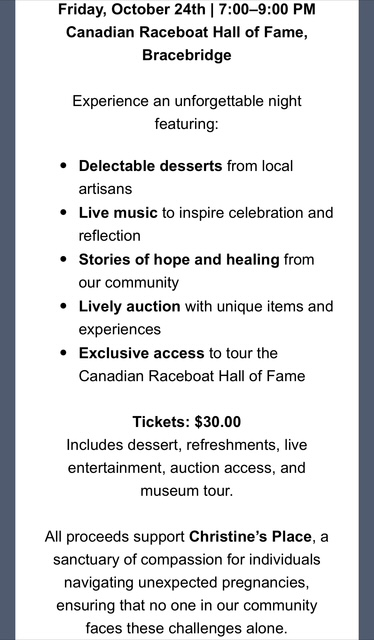 Friday, October 24th | 7:00–9:00 PM
Canadian Raceboat Hall of Fame,
Bracebridge
Experience an unforgettable night
featuring:
• Delectable desserts from local
artisans
• Live music to inspire celebration and
reflection
• Stories of hope and healing from
our community
• Lively auction with unique items and
experiences
• Exclusive access to tour the
Canadian Raceboat Hall of Fame
Tickets: $30.00
Includes dessert, refreshments, live
entertainment, auction access, and
museum tour.
All proceeds support Christine’s Place, a
sanctuary of compassion for individuals
navigating unexpected pregnancies,
ensuring that no one in our community
faces these challenges alone.